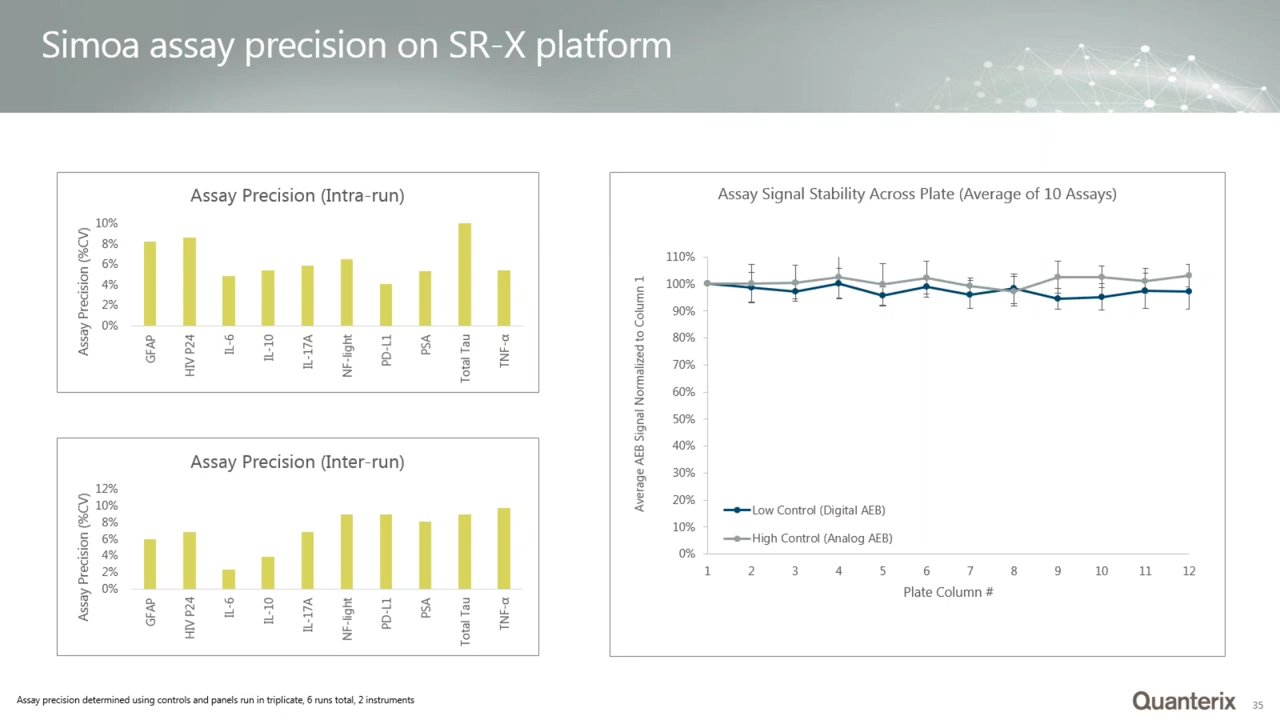 Simoa assay precision on SR-X platform
Assay Precision (Intra-run)
Assay Precision (%CV)
10%
8%
6%
4%
2%
0%
GFAP
HIV P24
IL-6
IL-10
IL-17A
NF-light
PD-L1
PSA
Total Tau
TNF-α
Assay Precision (Inter-run)
Assay Precision (%CV)
12%
10%
8%
6%
4%
2%
0%
GFAP
HIV P24
IL-6
IL-10
IL-17A
NF-light
PD-L1
PSA
Total Tau
TNF-α
Assay Signal Stability Across Plate (Average of 10 Assays)
Average AEB Signal Normalized to Column 1
110%
100%
90%
80%
70%
60%
50%
40%
30%
20%
10%
0%
Low Control (Digital AEB)
High Control (Analog AEB)
1 2 3 4 5 6 7 8 9 10 11 12
Plate Column #
Assay precision determined using controls and panels run in triplicate, 6 runs total, 2 instruments
Quanterix
35